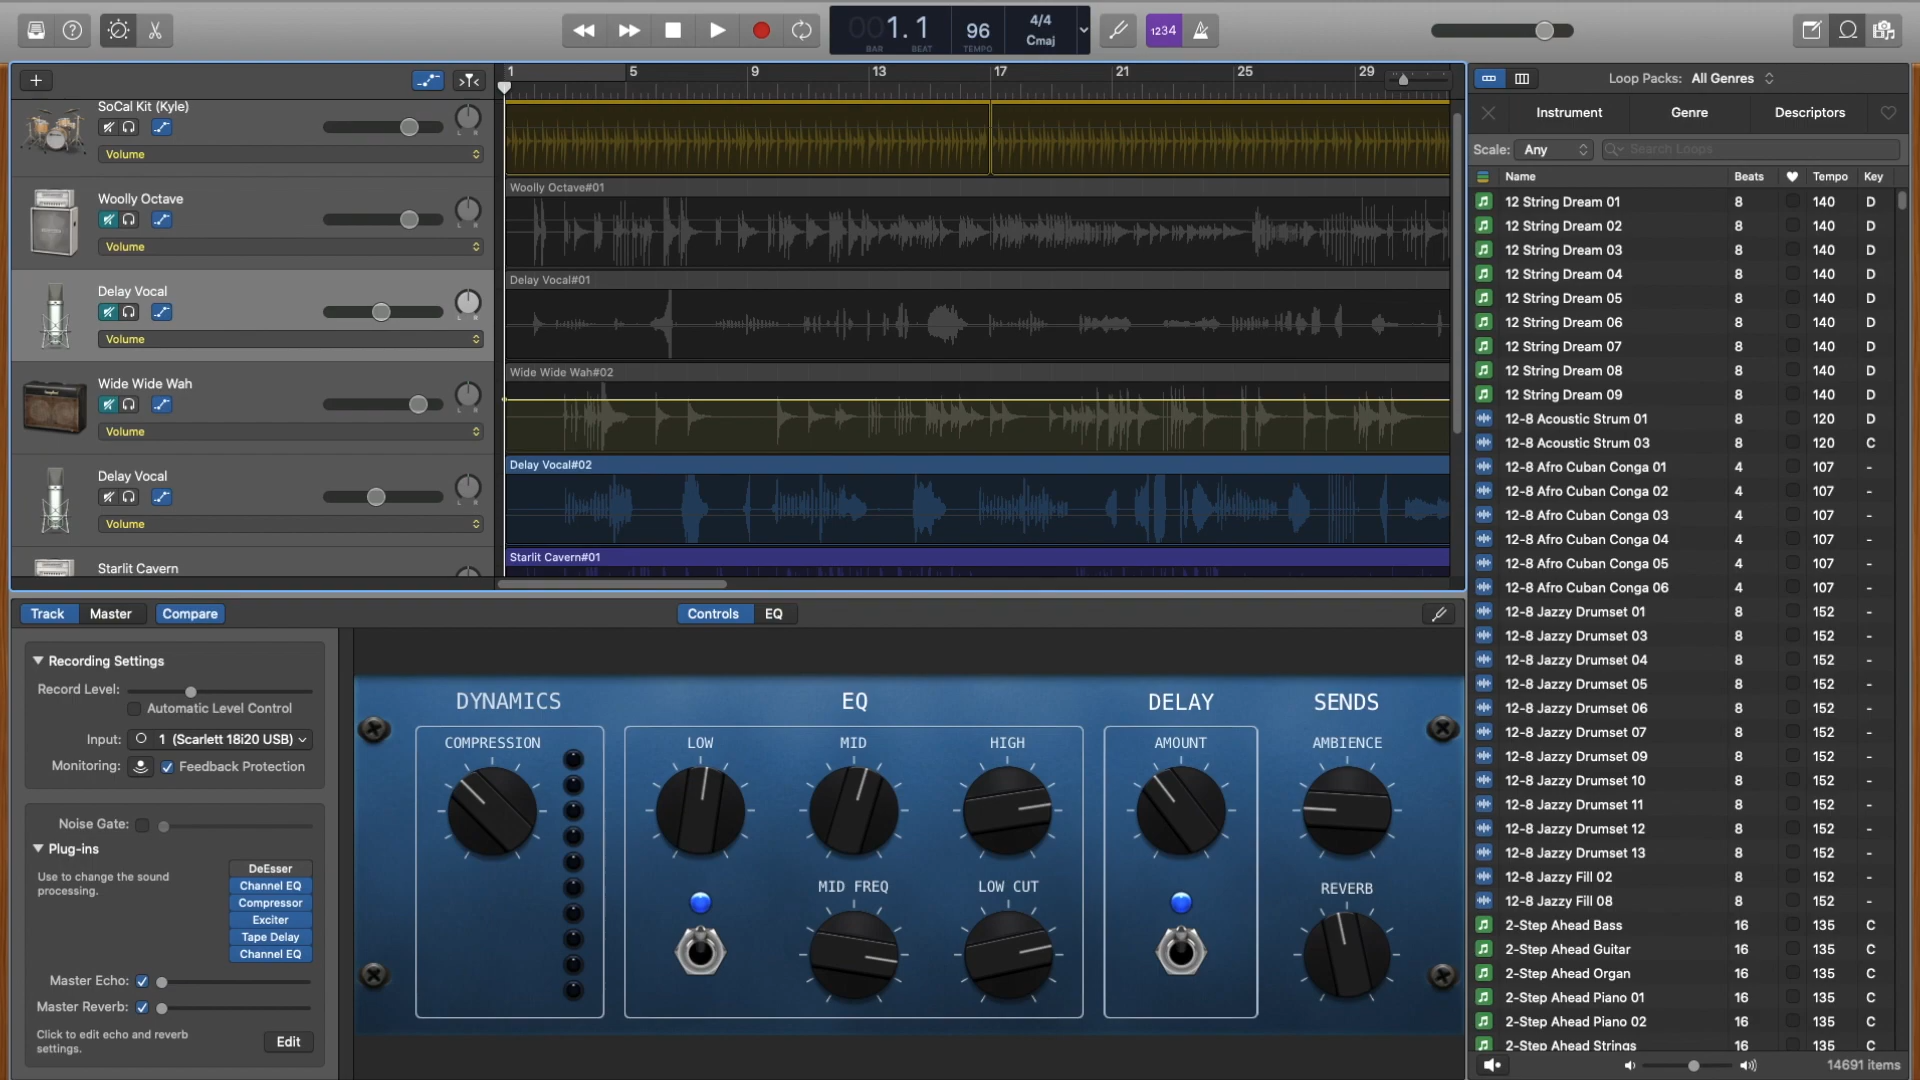 1234
001.1
BAR
BEAT
96
TEMPO
4/4
Cmaj
1
5
9
13
17
21
25
29
SoCal Kit (Kyle)
L R
Volume
Woolly Octave
L R
Volume
Delay Vocal
L R
Volume
Wide Wide Wah
L R
Volume
Delay Vocal
L R
Volume
Starlit Cavern
Woolly Octave#01
Delay Vocal#01
Wide Wide Wah#02
Delay Vocal#02
Starlit Cavern#01
Track
Master
Compare
Controls
EQ
Recording Settings
Record Level:
Automatic Level Control
Input: 1 (Scarlett 18i20 USB)
Monitoring: Feedback Protection
Noise Gate:
Plug-ins
Use to change the sound
processing.
DeEsser
Channel EQ
Compressor
Exciter
Tape Delay
Channel EQ
Master Echo:
Master Reverb:
Click to edit echo and reverb
settings.
Edit
DYNAMICS
COMPRESSION
EQ
LOW
MID
HIGH
MID FREQ
LOW CUT
DELAY
AMOUNT
SENDS
AMBIENCE
REVERB
Loop Packs: All Genres
Instrument
Genre
Descriptors
Scale: Any
Search Loops
Name Beats Tempo Key
12 String Dream 01 8 140 D
12 String Dream 02 8 140 D
12 String Dream 03 8 140 D
12 String Dream 04 8 140 D
12 String Dream 05 8 140 D
12 String Dream 06 8 140 D
12 String Dream 07 8 140 D
12 String Dream 08 8 140 D
12 String Dream 09 8 140 D
12-8 Acoustic Strum 01 8 120 D
12-8 Acoustic Strum 03 8 120 C
12-8 Afro Cuban Conga 01 4 107 -
12-8 Afro Cuban Conga 02 4 107 -
12-8 Afro Cuban Conga 03 4 107 -
12-8 Afro Cuban Conga 04 4 107 -
12-8 Afro Cuban Conga 05 4 107 -
12-8 Afro Cuban Conga 06 4 107 -
12-8 Jazzy Drumset 01 8 152 -
12-8 Jazzy Drumset 03 8 152 -
12-8 Jazzy Drumset 04 8 152 -
12-8 Jazzy Drumset 05 8 152 -
12-8 Jazzy Drumset 06 8 152 -
12-8 Jazzy Drumset 07 8 152 -
12-8 Jazzy Drumset 09 8 152 -
12-8 Jazzy Drumset 10 8 152 -
12-8 Jazzy Drumset 11 8 152 -
12-8 Jazzy Drumset 12 8 152 -
12-8 Jazzy Drumset 13 8 152 -
12-8 Jazzy Fill 02 8 152 -
12-8 Jazzy Fill 08 8 152 -
2-Step Ahead Bass 16 135 C
2-Step Ahead Guitar 16 135 C
2-Step Ahead Organ 16 135 C
2-Step Ahead Piano 01 16 135 C
2-Step Ahead Piano 02 16 135 C
2-Step Ahead Strings 16 135 C
14691 items